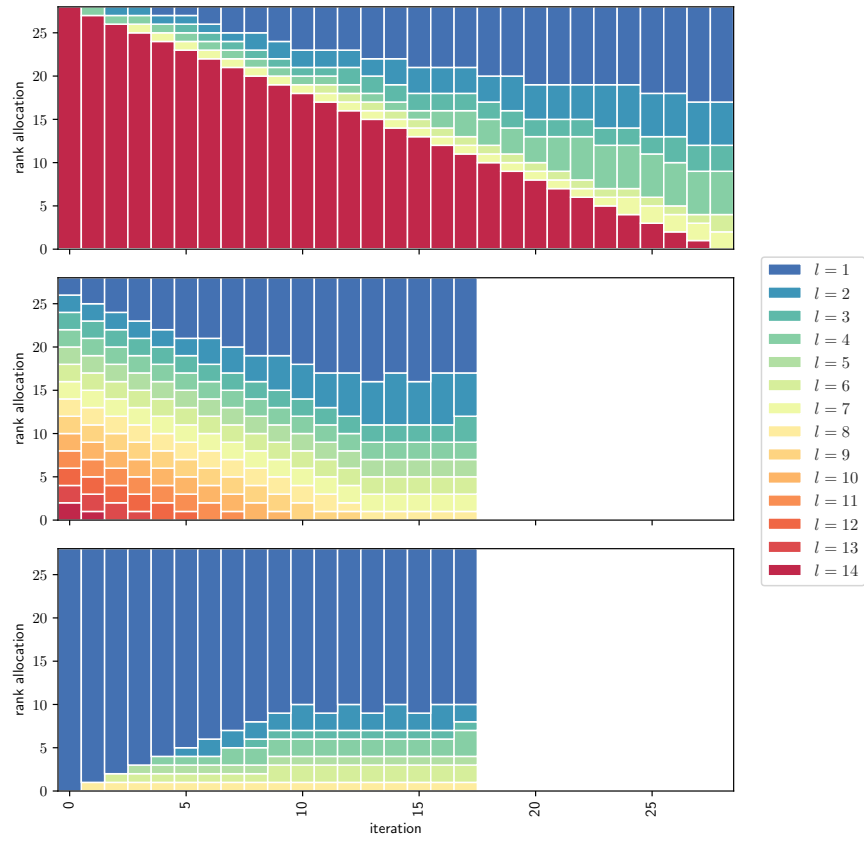 25
20
15
10
5
0
rank allocation
25
20
15
10
5
0
rank allocation
25
20
15
10
5
0
rank allocation
0
5
10
15
20
25
iteration
l = 1
l = 2
l = 3
l = 4
l = 5
l = 6
l = 7
l = 8
l = 9
l = 10
l = 11
l = 12
l = 13
l = 14